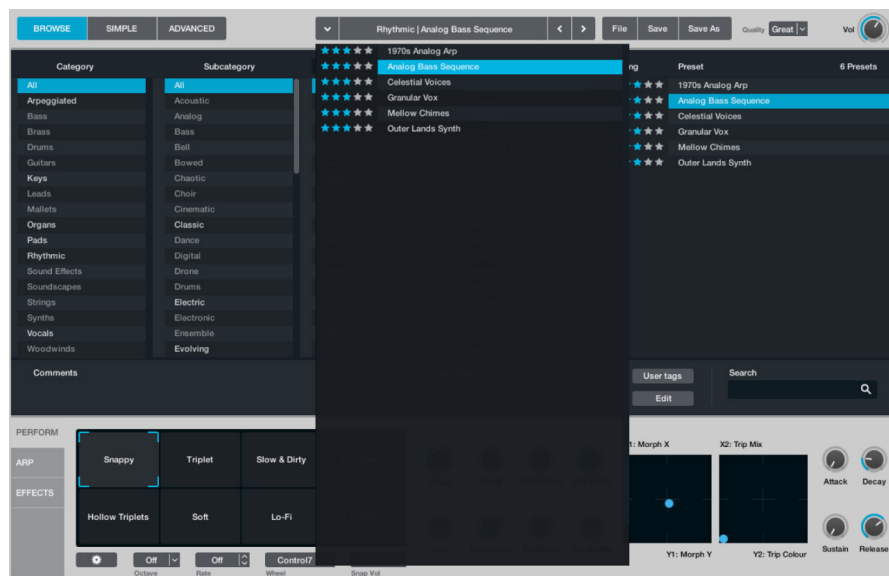 BROWSE SIMPLE ADVANCED Rhythmic | Analog Bass Sequence File Save Save As Quality Great Vol
1970s Analog Arp
Analog Bass Sequence
Celestial Voices
Granular Vox
Mellow Chimes
Outer Lands Synth
Category
All
Arpeggiated
Bass
Brass
Drums
Guitars
Keys
Leads
Mallets
Organs
Pads
Rhythmic
Sound Effects
Soundscapes
Strings
Synths
Vocals
Woodwinds
Subcategory
All
Acoustic
Analog
Bass
Bell
Bowed
Chaotic
Choir
Cinematic
Classic
Dance
Digital
Drone
Drums
Electric
Electronic
Ensemble
Evolving
ng Preset 6 Presets
1970s Analog Arp
Analog Bass Sequence
Celestial Voices
Granular Vox
Mellow Chimes
Outer Lands Synth
Comments
User tags
Edit
Search
PERFORM
ARP
EFFECTS
Snappy Triplet Slow & Dirty
Hollow Triplets Soft Lo-Fi
Off Off Control7
Octave Rate Wheel Snap Vol
1: Morph X X2: Trip Mix
Y1: Morph Y Y2: Trip Colour
Attack Decay
Sustain Release